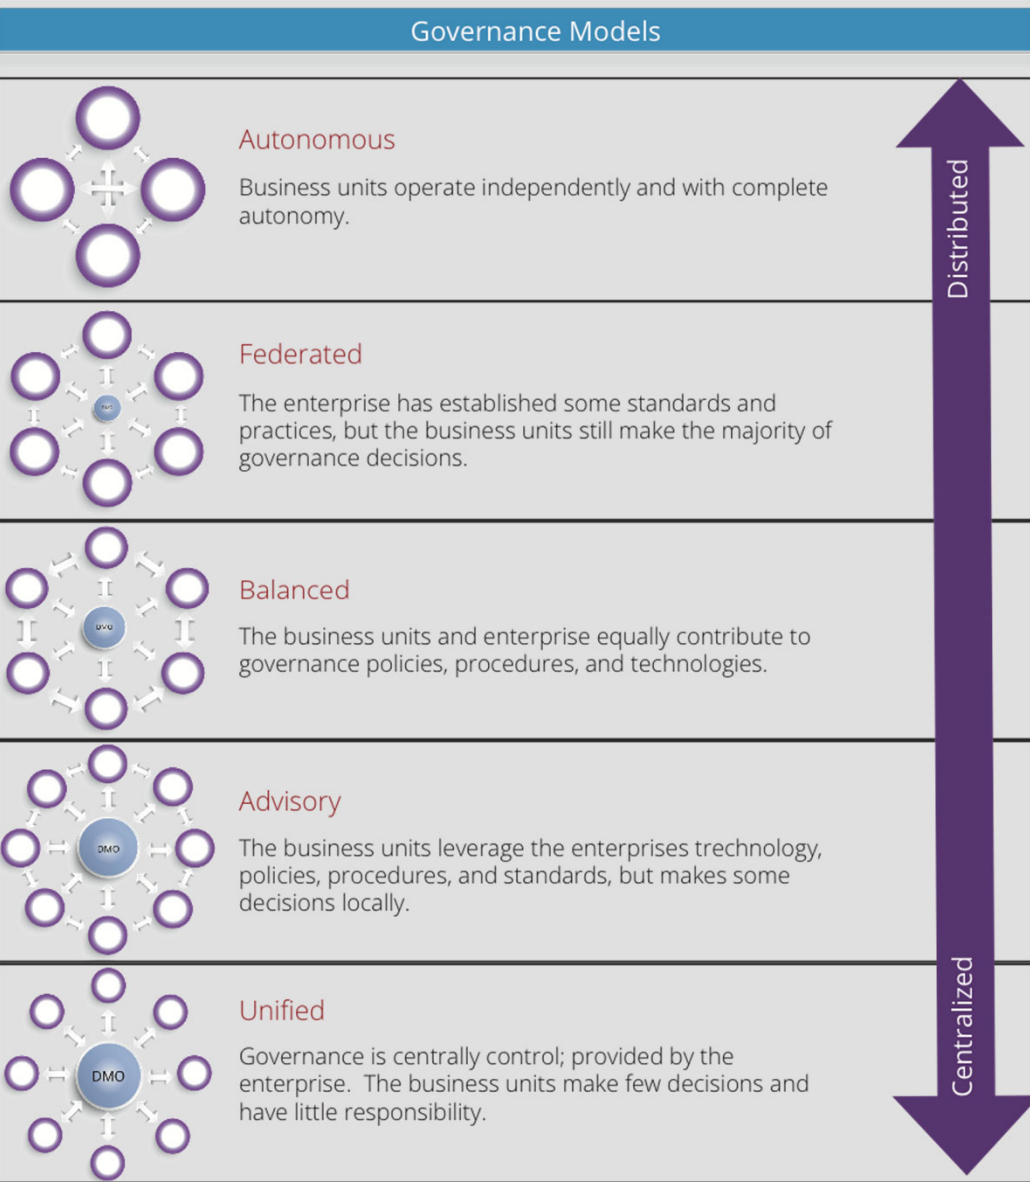 Governance Models
Autonomous
Business units operate independently and with complete
autonomy.
Distributed
Federated
The enterprise has established some standards and
practices, but the business units still make the majority of
governance decisions.
DMO
Balanced
The business units and enterprise equally contribute to
governance policies, procedures, and technologies.
DMO
Advisory
The business units leverage the enterprises trechnology,
policies, procedures, and standards, but makes some
decisions locally.
DMO
Unified
Governance is centrally control; provided by the
enterprise.  The business units make few decisions and
have little responsibility.
DMO
Centralized